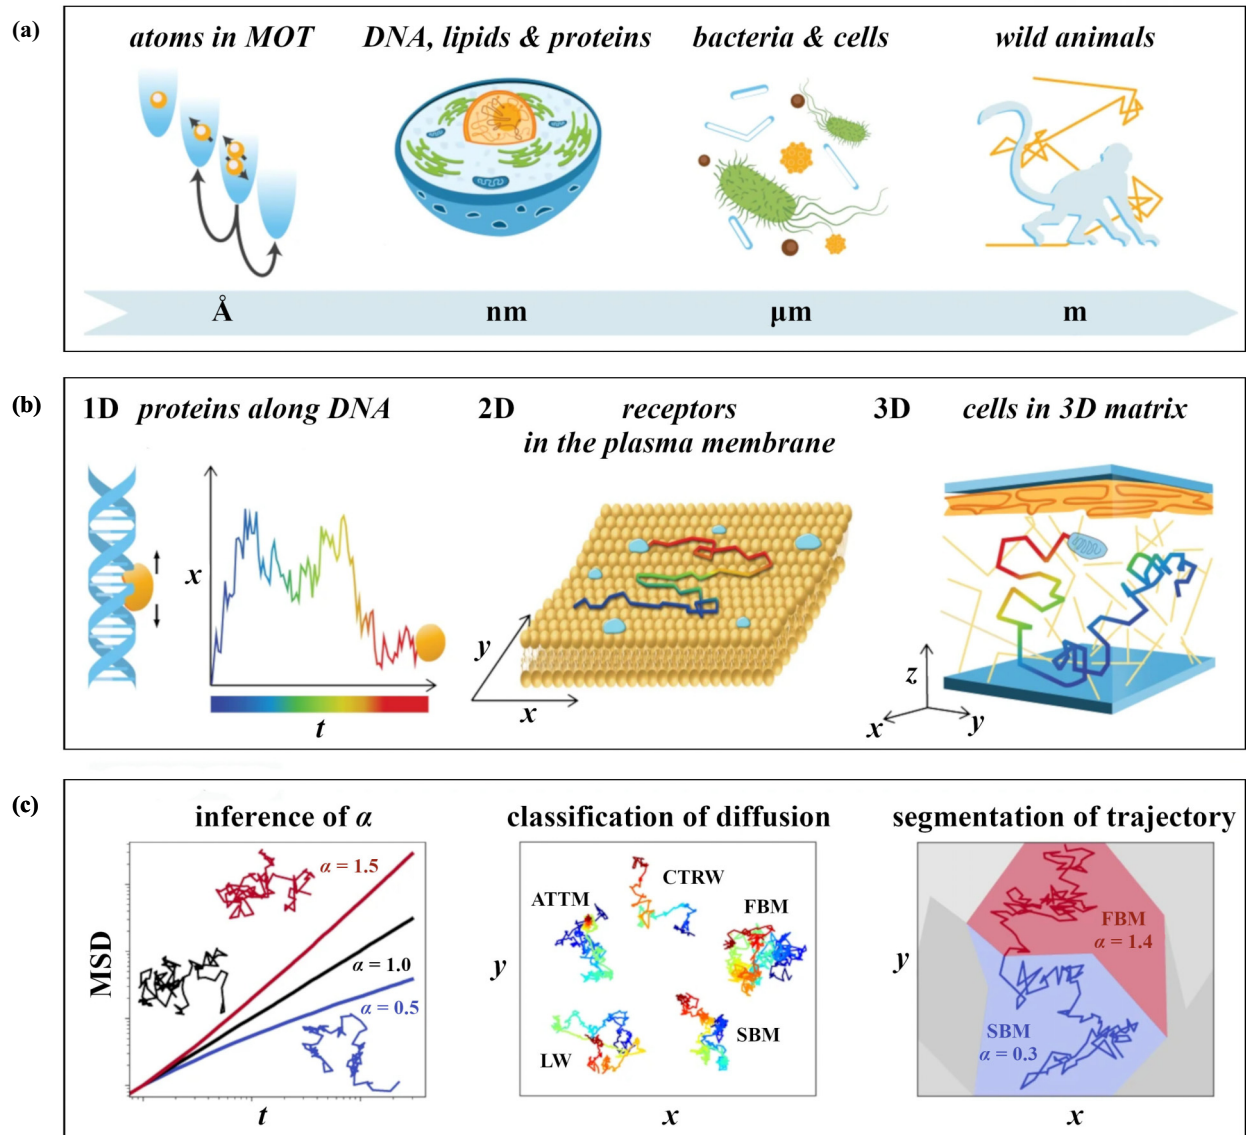 (a)
atoms in MOT
DNA, lipids & proteins
bacteria & cells
wild animals
Å
nm
μm
m
(b)
1D proteins along DNA
x
t
2D receptors
in the plasma membrane
y
x
3D cells in 3D matrix
z
x
y
(c)
inference of α
α = 1.5
α = 1.0
α = 0.5
MSD
t
classification of diffusion
CTRW
ATTM
FBM
y
SBM
LW
x
segmentation of trajectory
FBM
α = 1.4
y
SBM
α = 0.3
x